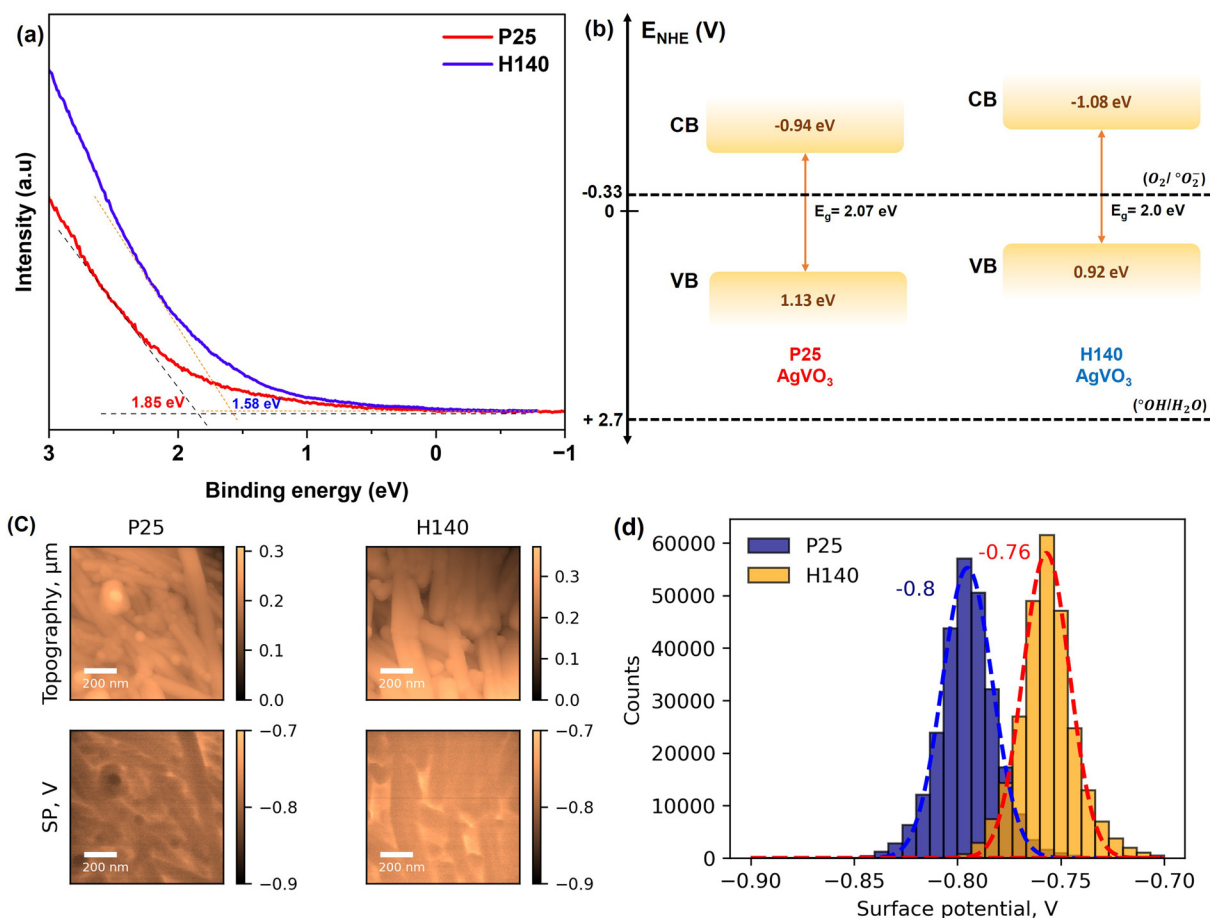 (a)
P25
H140
Intensity (a.u)
1.85 eV
1.58 eV
3
2
1
0
−1
Binding energy (eV)
(b)
E_NHE (V)
CB
-0.94 eV
CB
-1.08 eV
-0.33
(O₂/ °O₂⁻)
0
E_g= 2.07 eV
E_g= 2.0 eV
VB
1.13 eV
VB
0.92 eV
P25
AgVO₃
H140
AgVO₃
+ 2.7
(°OH/H₂O)
(C)
P25
H140
Topography, μm
200 nm
0.3
0.2
0.1
0.0
200 nm
0.3
0.2
0.1
0.0
SP, V
200 nm
−0.7
−0.8
−0.9
200 nm
−0.7
−0.8
−0.9
(d)
P25
H140
-0.8
-0.76
Counts
60000
50000
40000
30000
20000
10000
0
−0.90
−0.85
−0.80
−0.75
−0.70
Surface potential, V